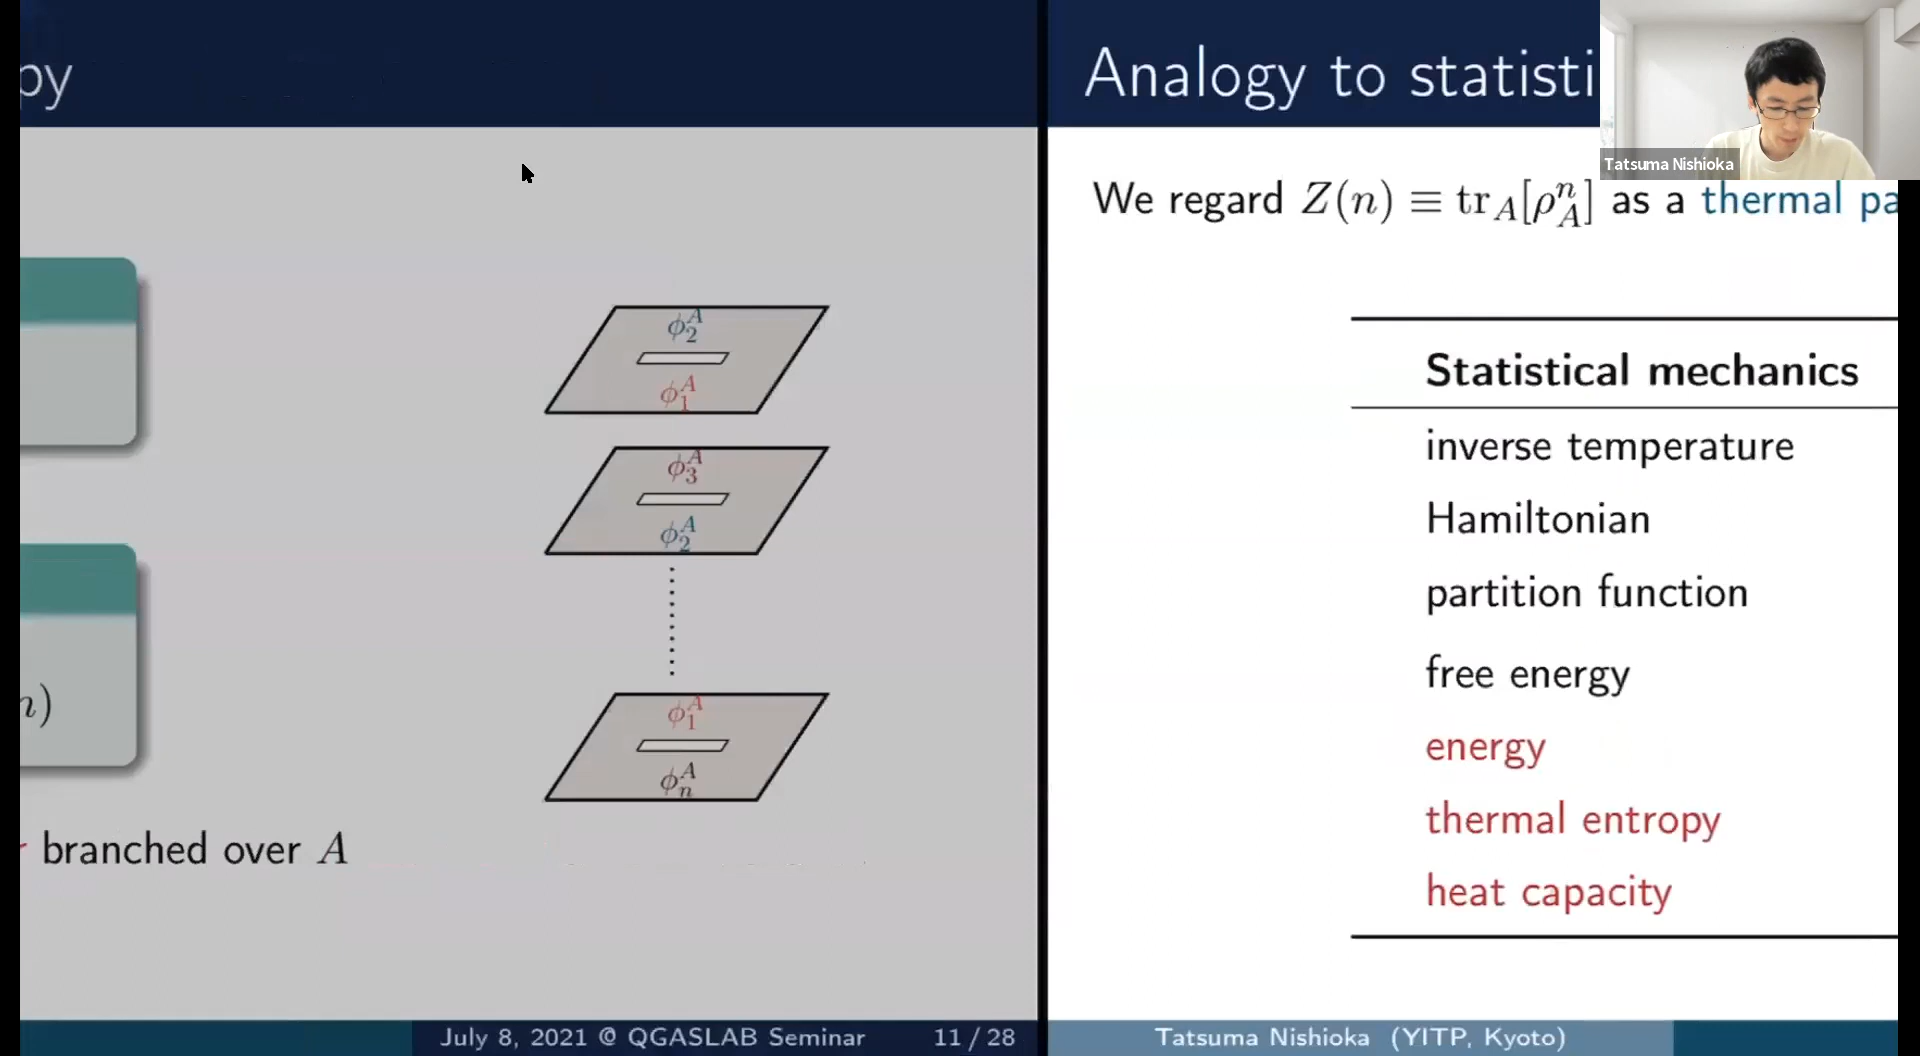 py
$\phi_2^A$
$\phi_1^A$
$\phi_3^A$
$\phi_2^A$
$\phi_1^A$
$\phi_n^A$
n)
branched over $A$
July 8, 2021 @ QGASLAB Seminar 11 / 28
Analogy to statisti
Tatsuma Nishioka
We regard $Z(n) \equiv \mathrm{tr}_A[\rho_A^n]$ as a thermal pa
Statistical mechanics
inverse temperature
Hamiltonian
partition function
free energy
energy
thermal entropy
heat capacity
Tatsuma Nishioka (YITP, Kyoto)